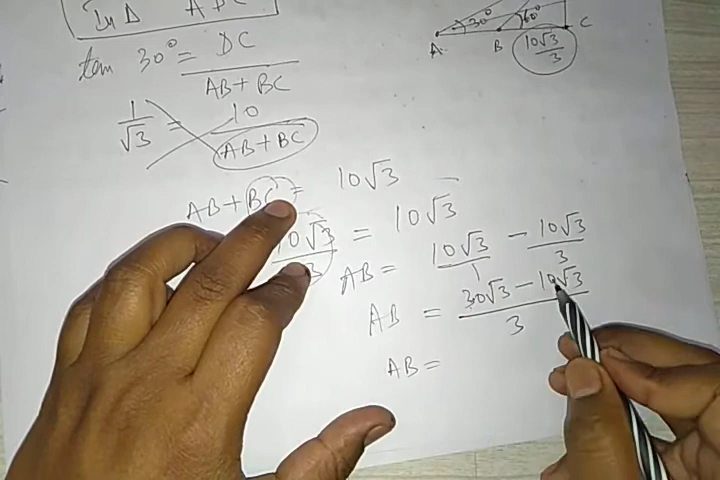 In Δ ADC
tan 30° = DC / AB + BC
1/√3 = 10 / AB + BC
AB + BC = 10√3
10√3/3 = 10√3
AB = 10√3/1 - 10√3/3
AB = 30√3 - 10√3 / 3
AB =
30° 60°
A B C
10√3/3